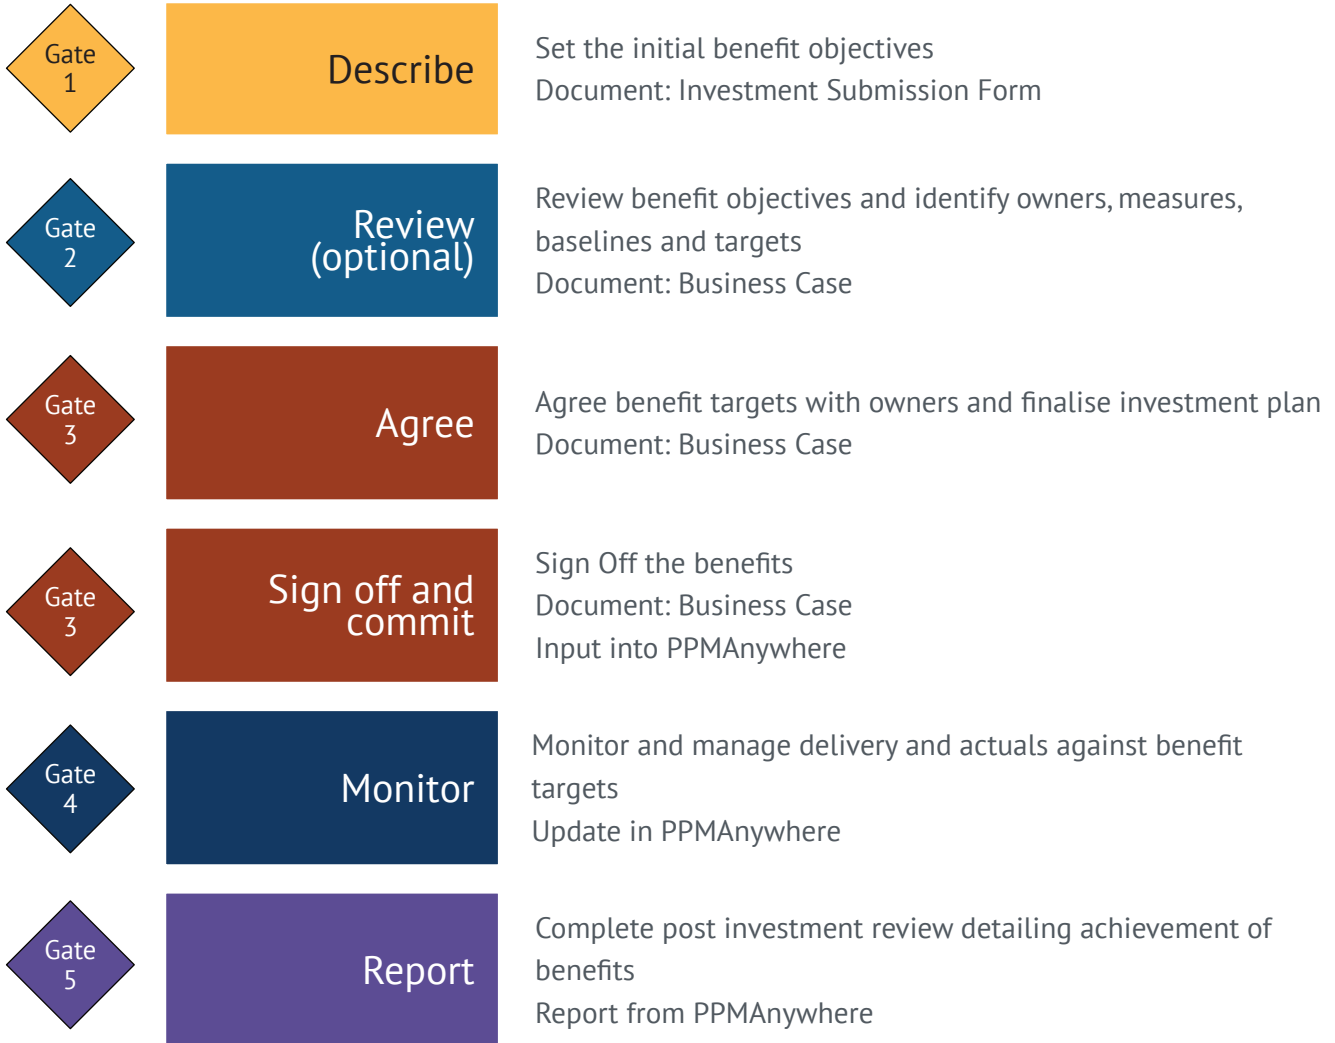 Gate
1
Describe
Set the initial benefit objectives
Document: Investment Submission Form
Gate
2
Review
(optional)
Review benefit objectives and identify owners, measures,
baselines and targets
Document: Business Case
Gate
3
Agree
Agree benefit targets with owners and finalise investment plan
Document: Business Case
Gate
3
Sign off and
commit
Sign Off the benefits
Document: Business Case
Input into PPMAnywhere
Gate
4
Monitor
Monitor and manage delivery and actuals against benefit
targets
Update in PPMAnywhere
Gate
5
Report
Complete post investment review detailing achievement of
benefits
Report from PPMAnywhere